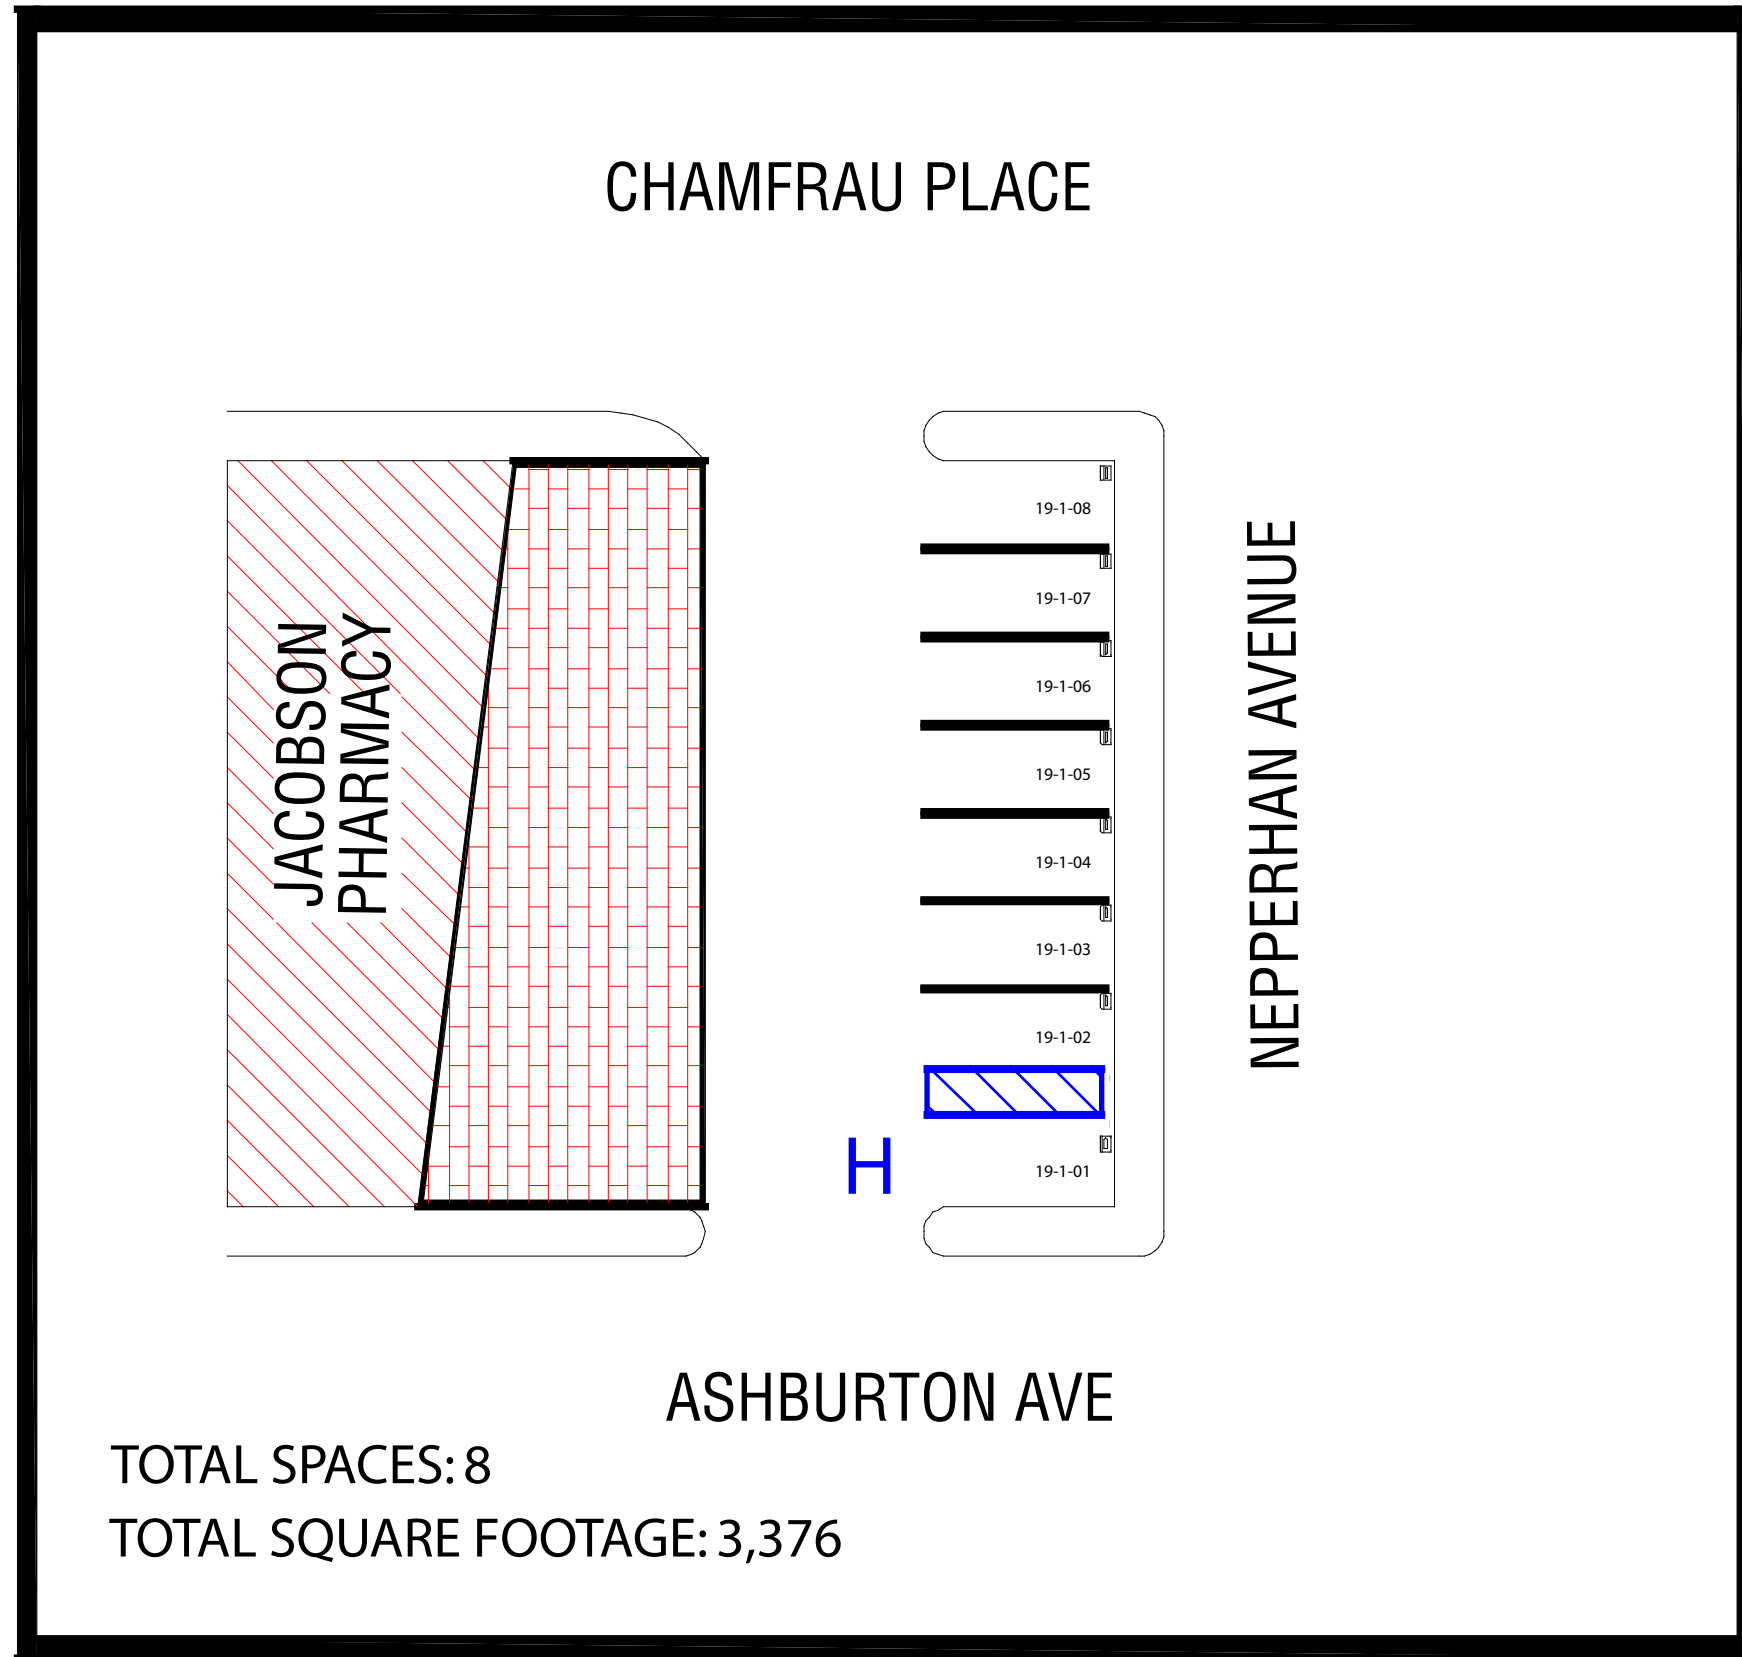 CHAMFRAU PLACE
JACOBSON
PHARMACY
19-1-08
19-1-07
19-1-06
19-1-05
19-1-04
19-1-03
19-1-02
19-1-01
H
NEPPERHAN AVENUE
ASHBURTON AVE
TOTAL SPACES: 8
TOTAL SQUARE FOOTAGE: 3,376